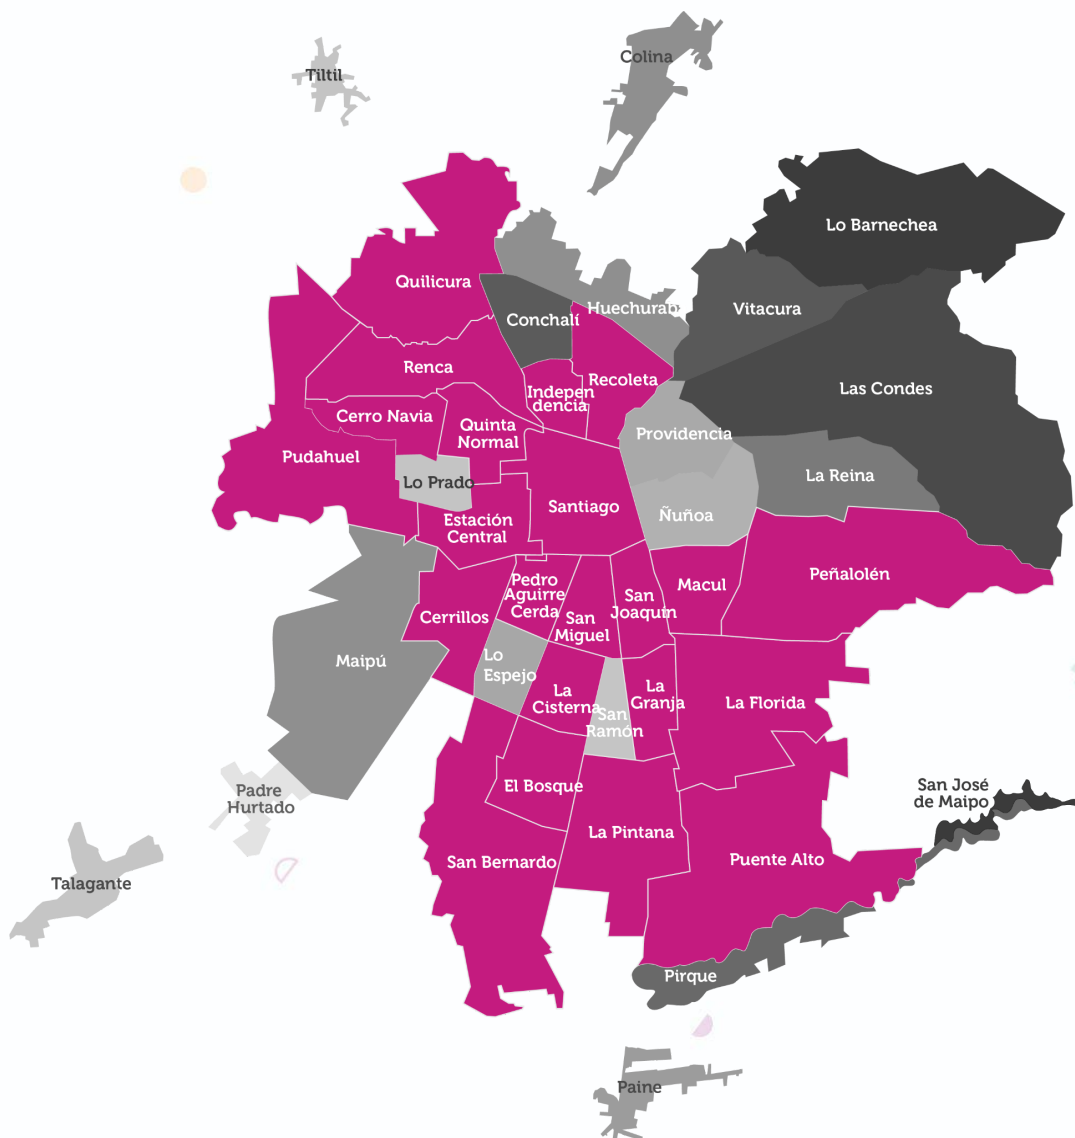 Colina
Tiltil
Lo Barnechea
Quilicura
Huechuraba
Vitacura
Conchalí
Renca
Recoleta
Las Condes
Indepen
dencia
Cerro Navia
Quinta
Normal
Providencia
Pudahuel
Lo Prado
La Reina
Santiago
Ñuñoa
Estación
Central
Peñalolén
Pedro
Aguirre
Cerda
Macul
San
Joaquín
Cerrillos
San
Miguel
Maipú
Lo
Espejo
La
Cisterna
La
Granja
La Florida
San
Ramón
El Bosque
San José
de Maipo
Padre
Hurtado
La Pintana
San Bernardo
Puente Alto
Talagante
Pirque
Paine